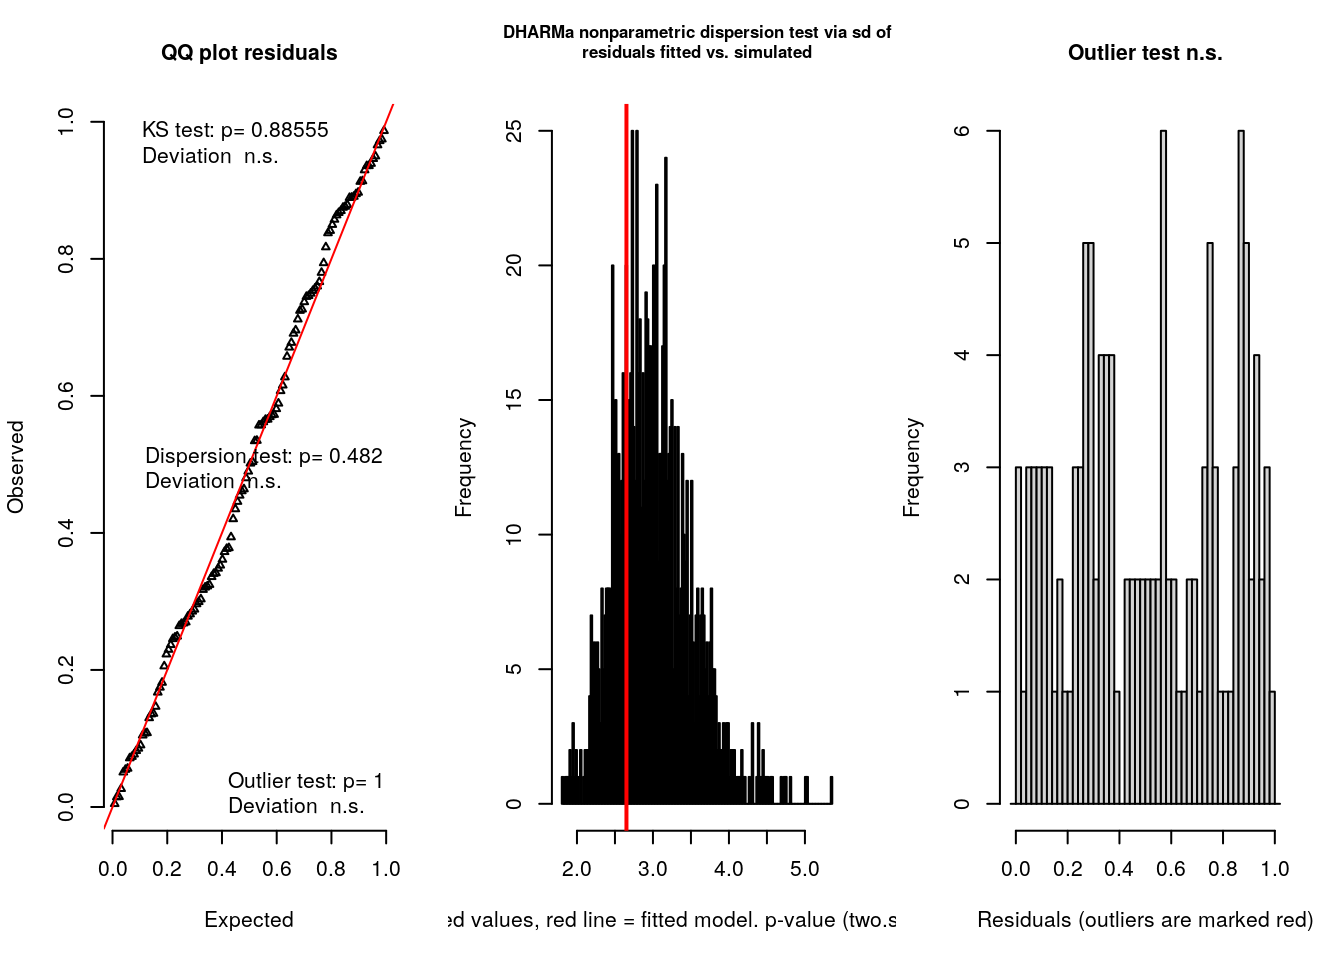 QQ plot residuals
KS test: p= 0.88555
Deviation  n.s.
Dispersion test: p= 0.482
Deviation  n.s.
Outlier test: p= 1
Deviation  n.s.
Observed
0.0 0.2 0.4 0.6 0.8 1.0
0.0 0.2 0.4 0.6 0.8 1.0
Expected
DHARMa nonparametric dispersion test via sd of
residuals fitted vs. simulated
Frequency
0 5 10 15 20 25
2.0 3.0 4.0 5.0
ed values, red line = fitted model. p-value (two.s
Outlier test n.s.
Frequency
0 1 2 3 4 5 6
0.0 0.2 0.4 0.6 0.8 1.0
Residuals (outliers are marked red)